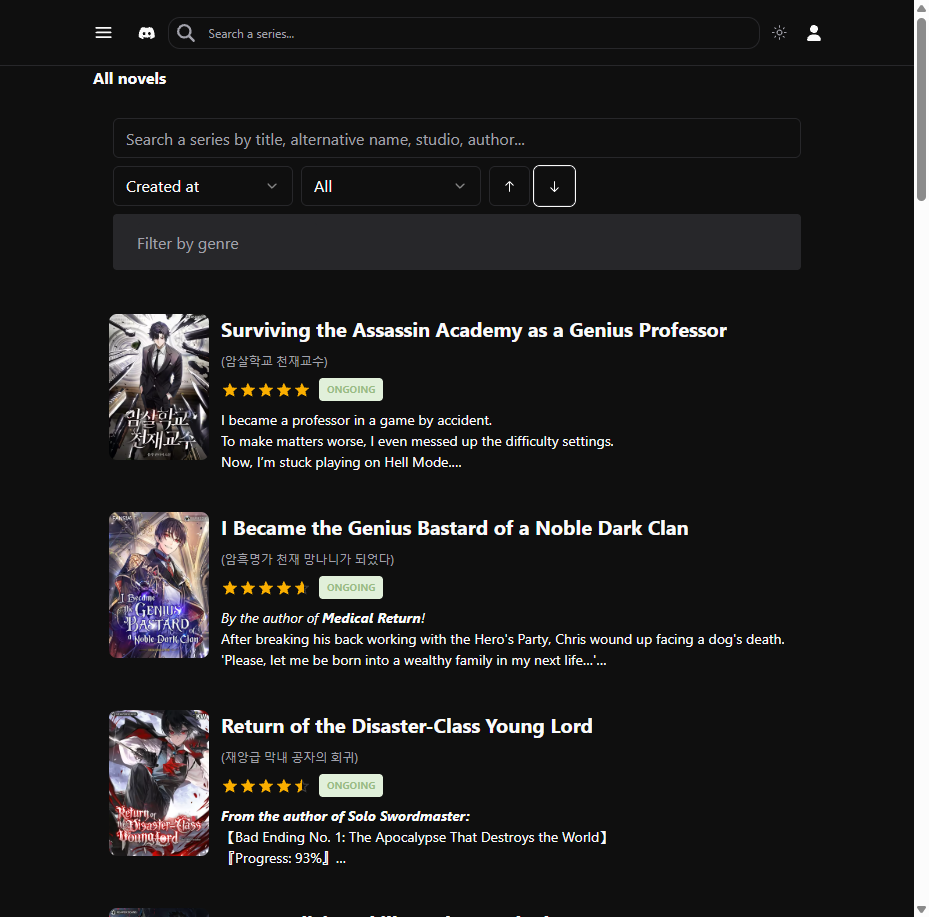 Search a series...
All novels
Search a series by title, alternative name, studio, author...
Created at
All
Filter by genre
Surviving the Assassin Academy as a Genius Professor
(암살학교 천재교수)
ONGOING
I became a professor in a game by accident.
To make matters worse, I even messed up the difficulty settings.
Now, I’m stuck playing on Hell Mode....
암살학교
천재교수
I Became the Genius Bastard of a Noble Dark Clan
(암흑명가 천재 망나니가 되었다)
ONGOING
By the author of Medical Return!
After breaking his back working with the Hero's Party, Chris wound up facing a dog's death.
'Please, let me be born into a wealthy family in my next life...'...
I Became
the GENIUS
BASTARD of
a Noble Dark Clan
Return of the Disaster-Class Young Lord
(재앙급 막내 공자의 회귀)
ONGOING
From the author of Solo Swordmaster:
【Bad Ending No. 1: The Apocalypse That Destroys the World】
『Progress: 93%』 ...
Return of
the Disaster-Class
Young Lord